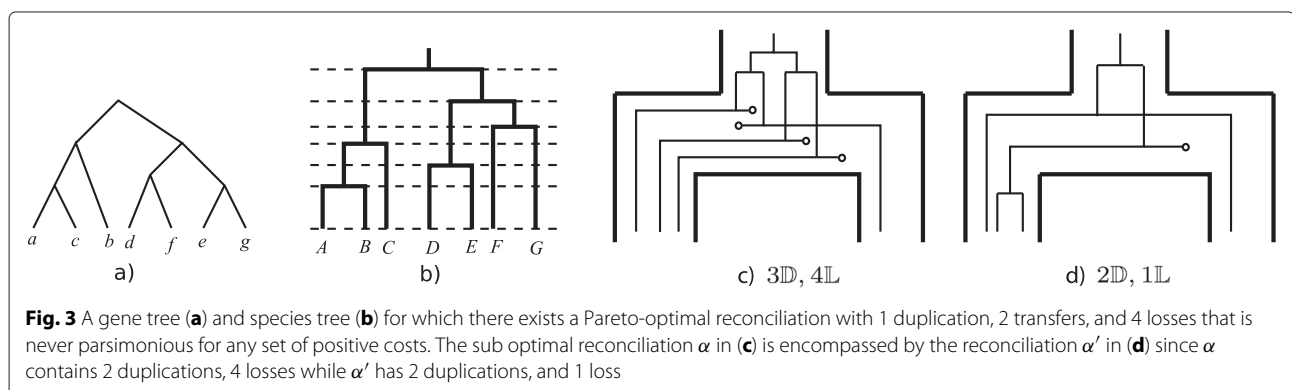 a c b d f e g
a)
A B C D E F G
b)
c) 3𝔻, 4𝕃
d) 2𝔻, 1𝕃
Fig. 3 A gene tree (a) and species tree (b) for which there exists a Pareto-optimal reconciliation with 1 duplication, 2 transfers, and 4 losses that is
never parsimonious for any set of positive costs. The sub optimal reconciliation α in (c) is encompassed by the reconciliation α′ in (d) since α
contains 2 duplications, 4 losses while α′ has 2 duplications, and 1 loss